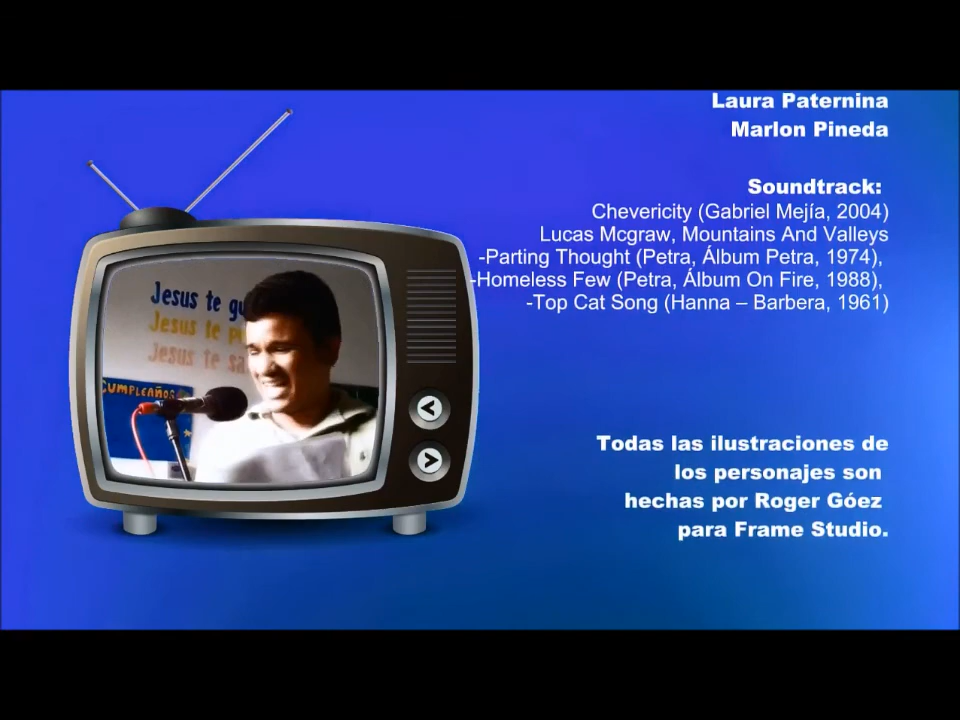 Laura Paternina
Marlon Pineda
Soundtrack:
Chevericity (Gabriel Mejía, 2004)
Lucas Mcgraw, Mountains And Valleys
-Parting Thought (Petra, Álbum Petra, 1974),
-Homeless Few (Petra, Álbum On Fire, 1988),
-Top Cat Song (Hanna – Barbera, 1961)
Todas las ilustraciones de
los personajes son
hechas por Roger Góez
para Frame Studio.
Jesus te
Jesus te
Jesus te
CUMPLEAÑOS